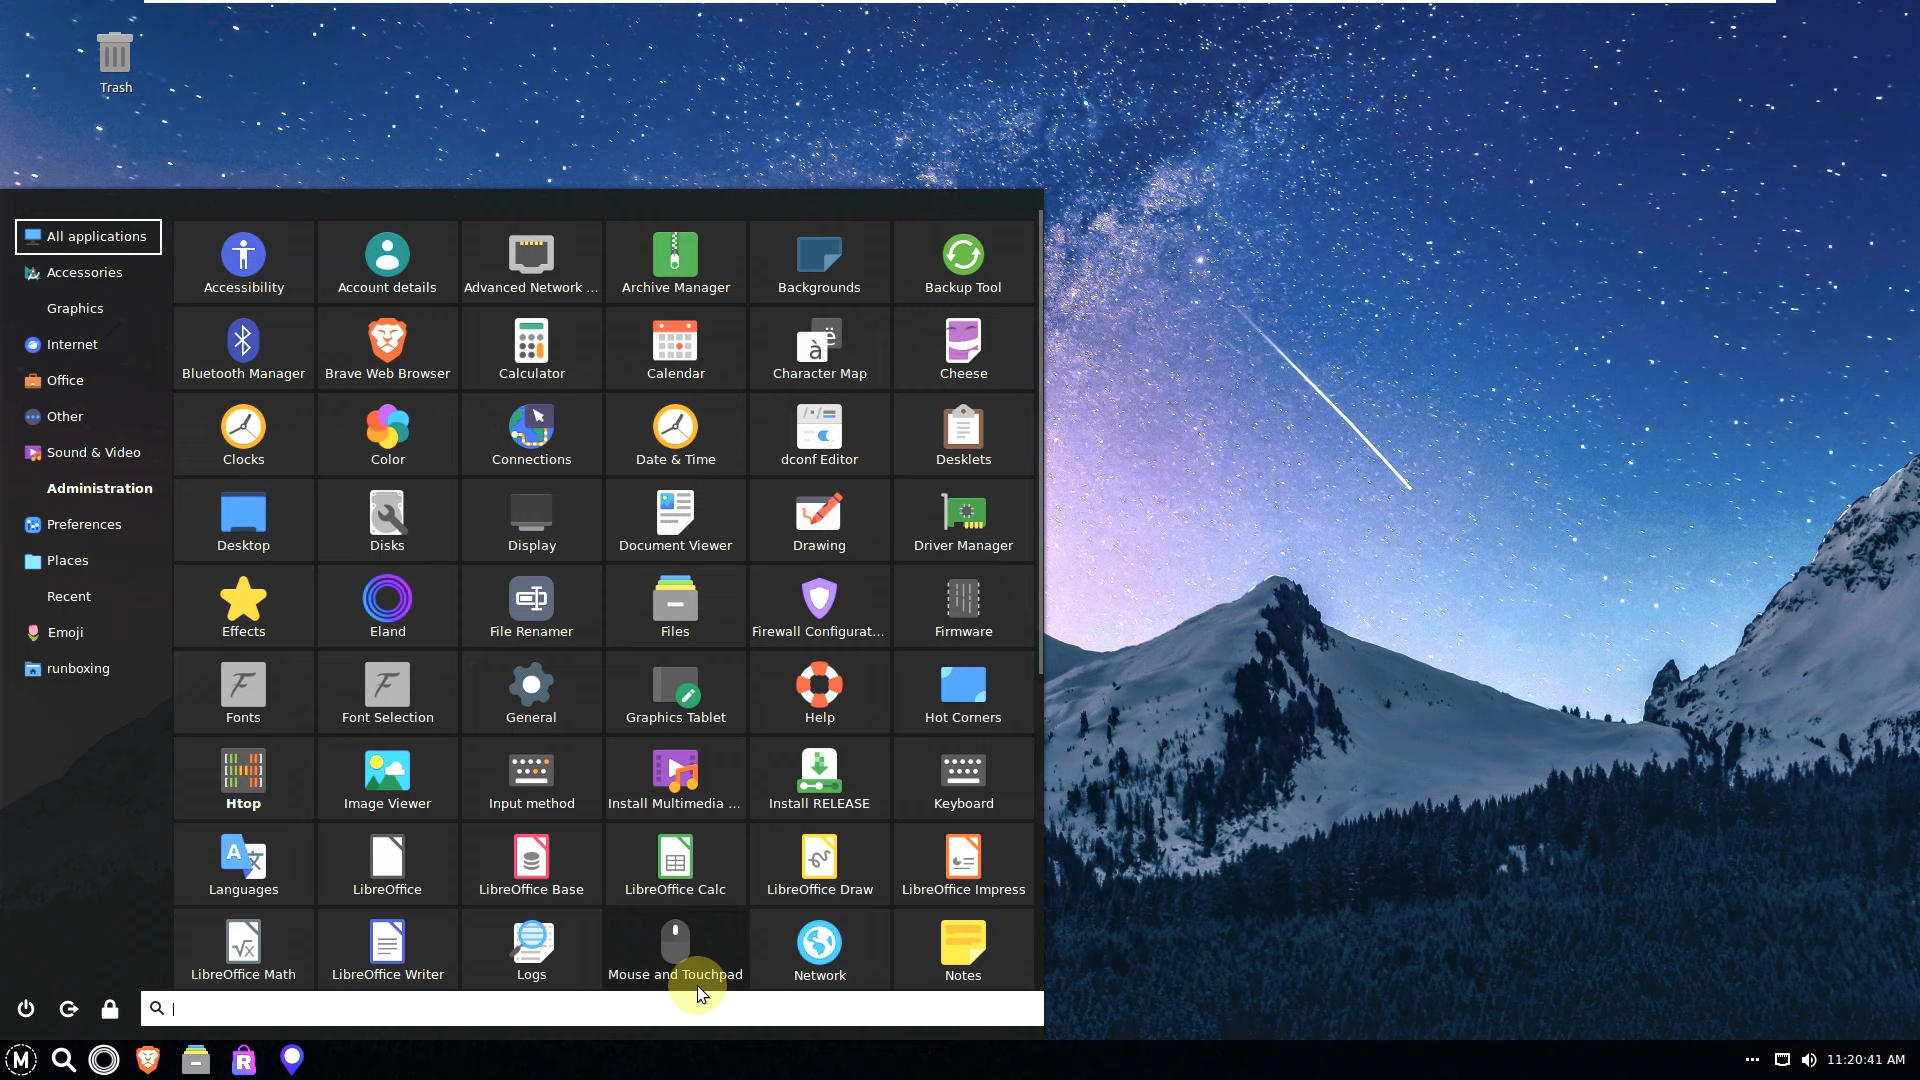 Trash
All applications
Accessories
Graphics
Internet
Office
Other
Sound & Video
Administration
Preferences
Places
Recent
Emoji
runboxing
Accessibility
Account details
Advanced Network ...
Archive Manager
Backgrounds
Backup Tool
Bluetooth Manager
Brave Web Browser
Calculator
Calendar
Character Map
Cheese
Clocks
Color
Connections
Date & Time
dconf Editor
Desklets
Desktop
Disks
Display
Document Viewer
Drawing
Driver Manager
Effects
Eland
File Renamer
Files
Firewall Configurat...
Firmware
Fonts
Font Selection
General
Graphics Tablet
Help
Hot Corners
Htop
Image Viewer
Input method
Install Multimedia ...
Install RELEASE
Keyboard
Languages
LibreOffice
LibreOffice Base
LibreOffice Calc
LibreOffice Draw
LibreOffice Impress
LibreOffice Math
LibreOffice Writer
Logs
Mouse and Touchpad
Network
Notes
11:20:41 AM